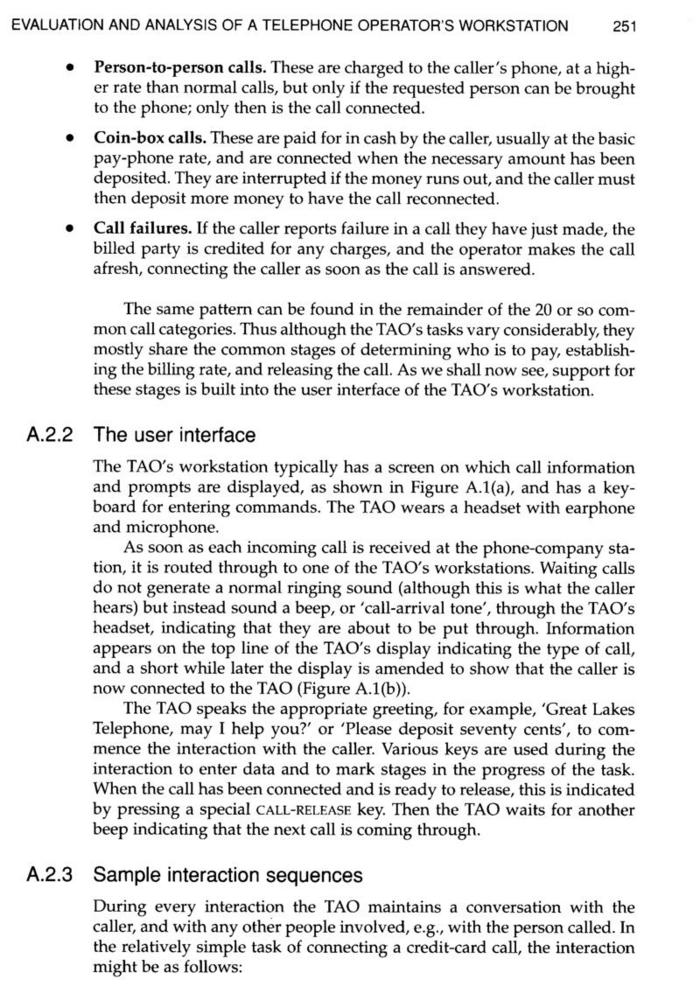 EVALUATION AND ANALYSIS OF A TELEPHONE OPERATOR'S WORKSTATION 251
• Person-to-person calls. These are charged to the caller's phone, at a high-
er rate than normal calls, but only if the requested person can be brought
to the phone; only then is the call connected.
• Coin-box calls. These are paid for in cash by the caller, usually at the basic
pay-phone rate, and are connected when the necessary amount has been
deposited. They are interrupted if the money runs out, and the caller must
then deposit more money to have the call reconnected.
• Call failures. If the caller reports failure in a call they have just made, the
billed party is credited for any charges, and the operator makes the call
afresh, connecting the caller as soon as the call is answered.
The same pattern can be found in the remainder of the 20 or so com-
mon call categories. Thus although the TAO's tasks vary considerably, they
mostly share the common stages of determining who is to pay, establish-
ing the billing rate, and releasing the call. As we shall now see, support for
these stages is built into the user interface of the TAO's workstation.
A.2.2 The user interface
The TAO's workstation typically has a screen on which call information
and prompts are displayed, as shown in Figure A.1(a), and has a key-
board for entering commands. The TAO wears a headset with earphone
and microphone.
As soon as each incoming call is received at the phone-company sta-
tion, it is routed through to one of the TAO's workstations. Waiting calls
do not generate a normal ringing sound (although this is what the caller
hears) but instead sound a beep, or 'call-arrival tone', through the TAO's
headset, indicating that they are about to be put through. Information
appears on the top line of the TAO's display indicating the type of call,
and a short while later the display is amended to show that the caller is
now connected to the TAO (Figure A.1(b)).
The TAO speaks the appropriate greeting, for example, 'Great Lakes
Telephone, may I help you?' or 'Please deposit seventy cents', to com-
mence the interaction with the caller. Various keys are used during the
interaction to enter data and to mark stages in the progress of the task.
When the call has been connected and is ready to release, this is indicated
by pressing a special CALL-RELEASE key. Then the TAO waits for another
beep indicating that the next call is coming through.
A.2.3 Sample interaction sequences
During every interaction the TAO maintains a conversation with the
caller, and with any other people involved, e.g., with the person called. In
the relatively simple task of connecting a credit-card call, the interaction
might be as follows: